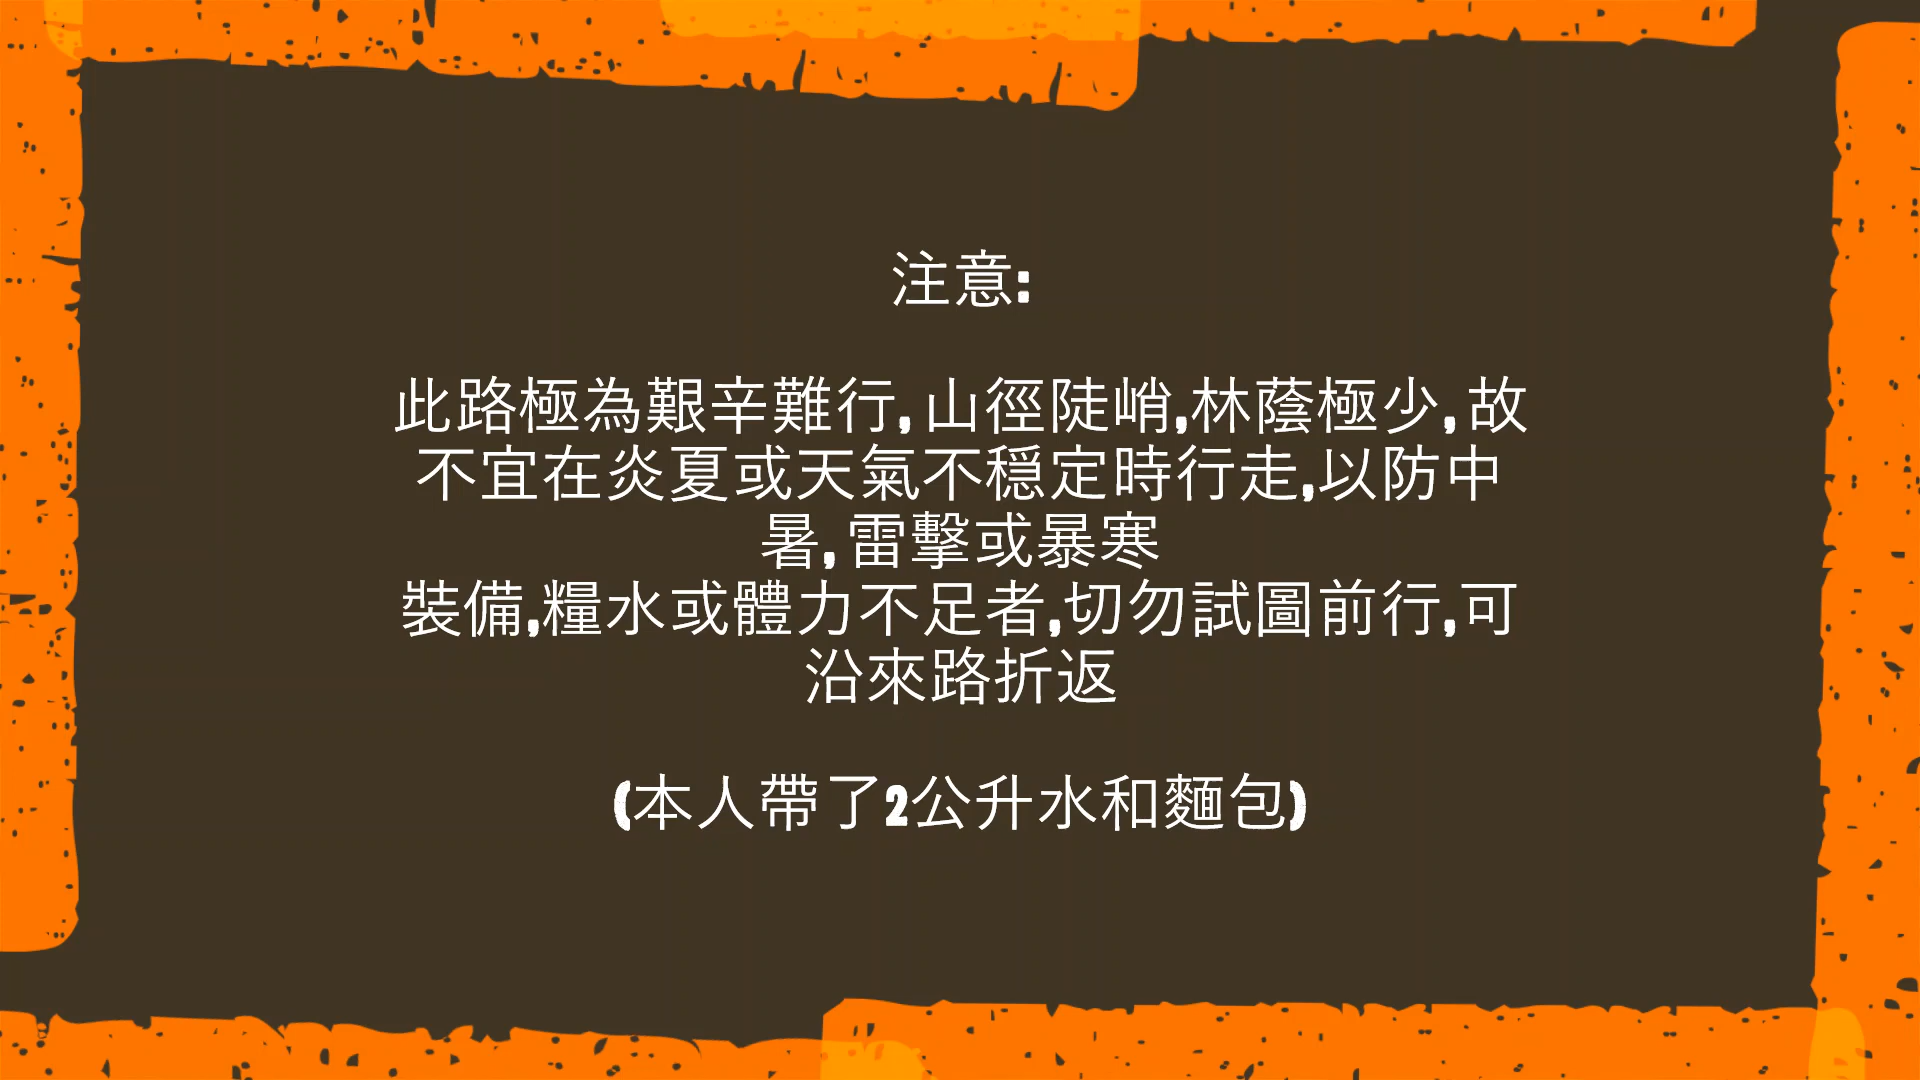 注意:
此路極為艱辛難行, 山徑陡峭,林蔭極少, 故
不宜在炎夏或天氣不穩定時行走,以防中
暑, 雷擊或暴寒
裝備,糧水或體力不足者,切勿試圖前行,可
沿來路折返
(本人帶了2公升水和麵包)